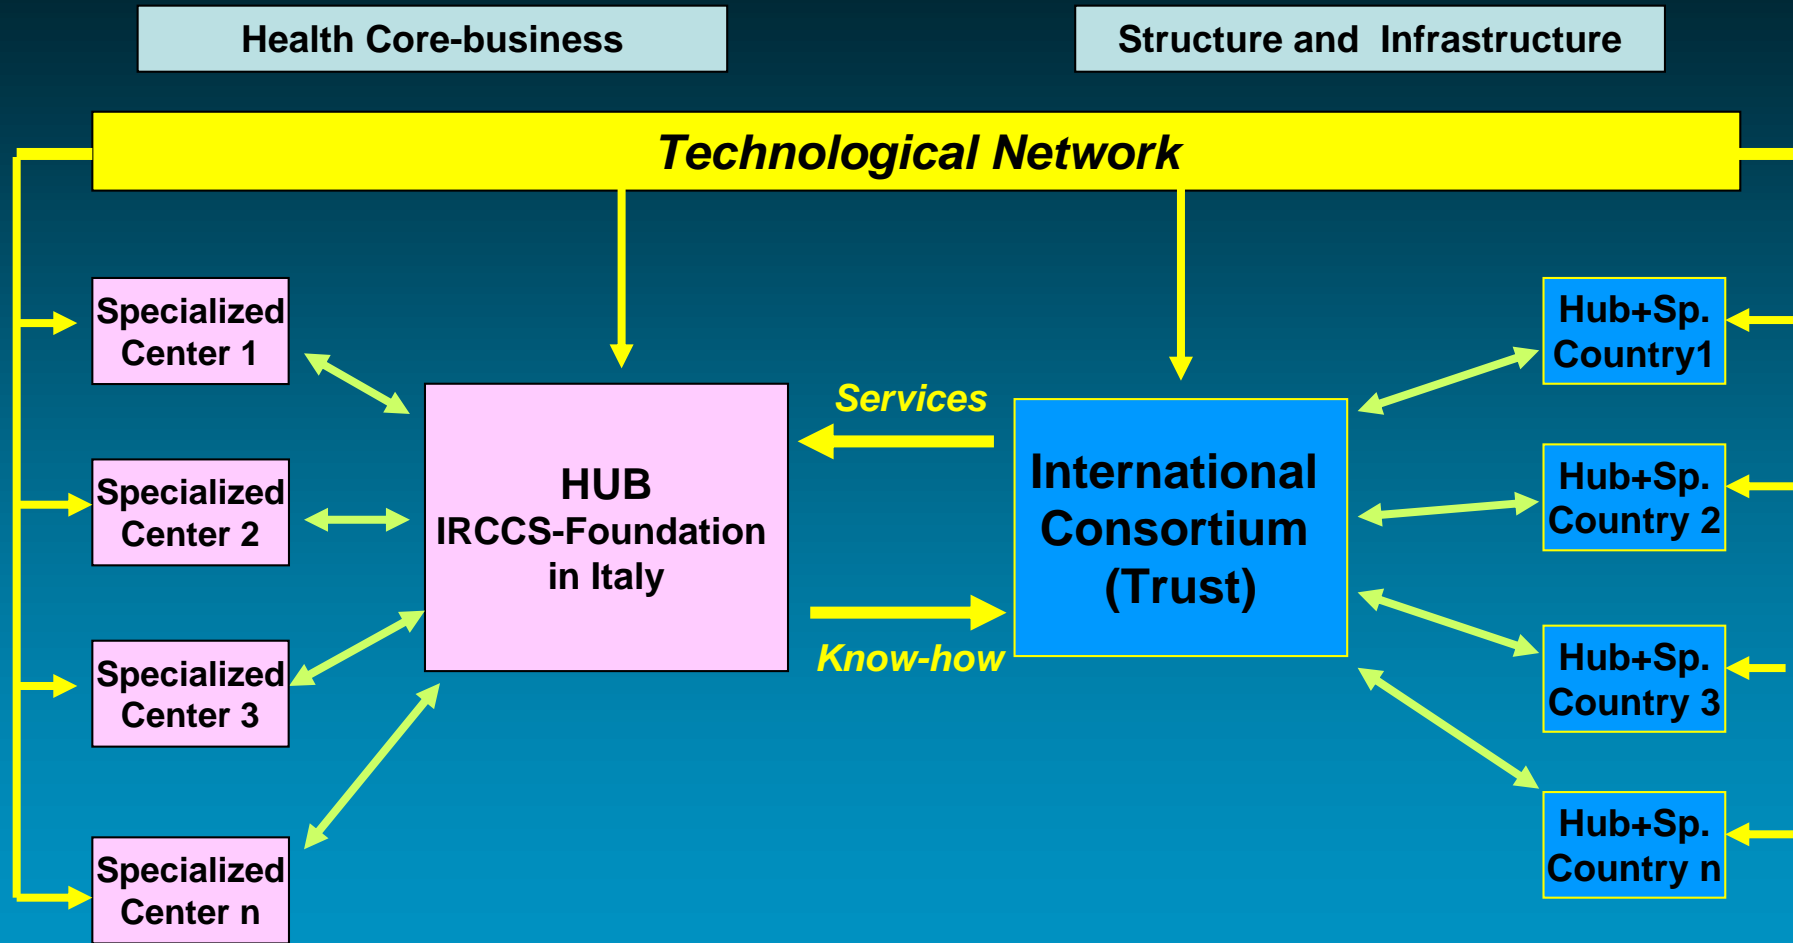 Health Core-business
Structure and Infrastructure
Technological Network
Specialized
Center 1
Specialized
Center 2
Specialized
Center 3
Specialized
Center n
HUB
IRCCS-Foundation
in Italy
Services
Know-how
International
Consortium
(Trust)
Hub+Sp.
Country1
Hub+Sp.
Country 2
Hub+Sp.
Country 3
Hub+Sp.
Country n